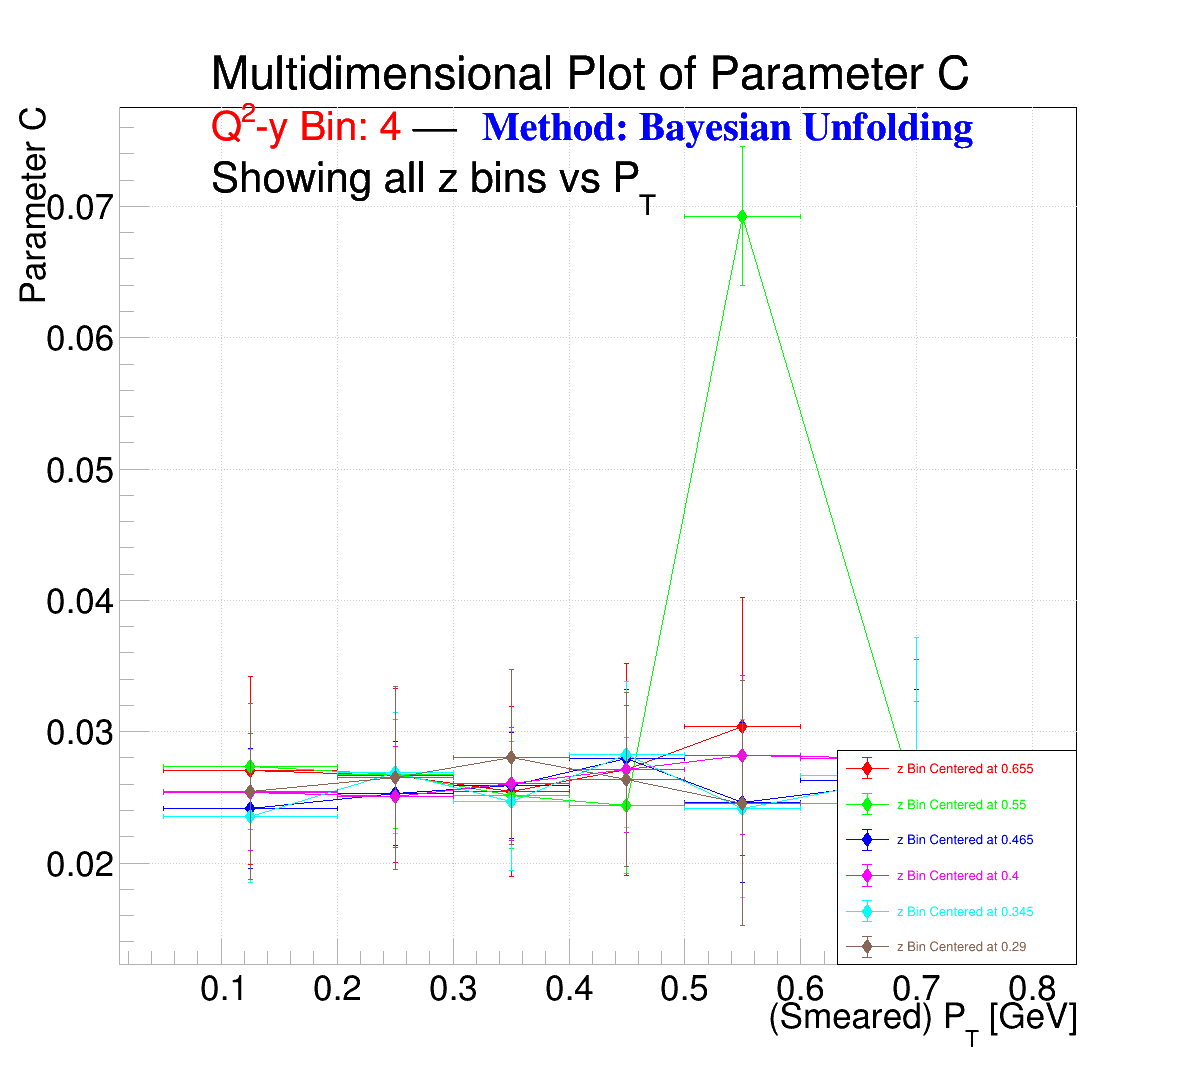 Multidimensional Plot of Parameter C
Q²-y Bin: 4 — Method: Bayesian Unfolding
Showing all z bins vs P_T
Parameter C
0.07
0.06
0.05
0.04
0.03
0.02
z Bin Centered at 0.655
z Bin Centered at 0.55
z Bin Centered at 0.465
z Bin Centered at 0.4
z Bin Centered at 0.345
z Bin Centered at 0.29
0.1 0.2 0.3 0.4 0.5 0.6 0.7 0.8
(Smeared) P_T [GeV]